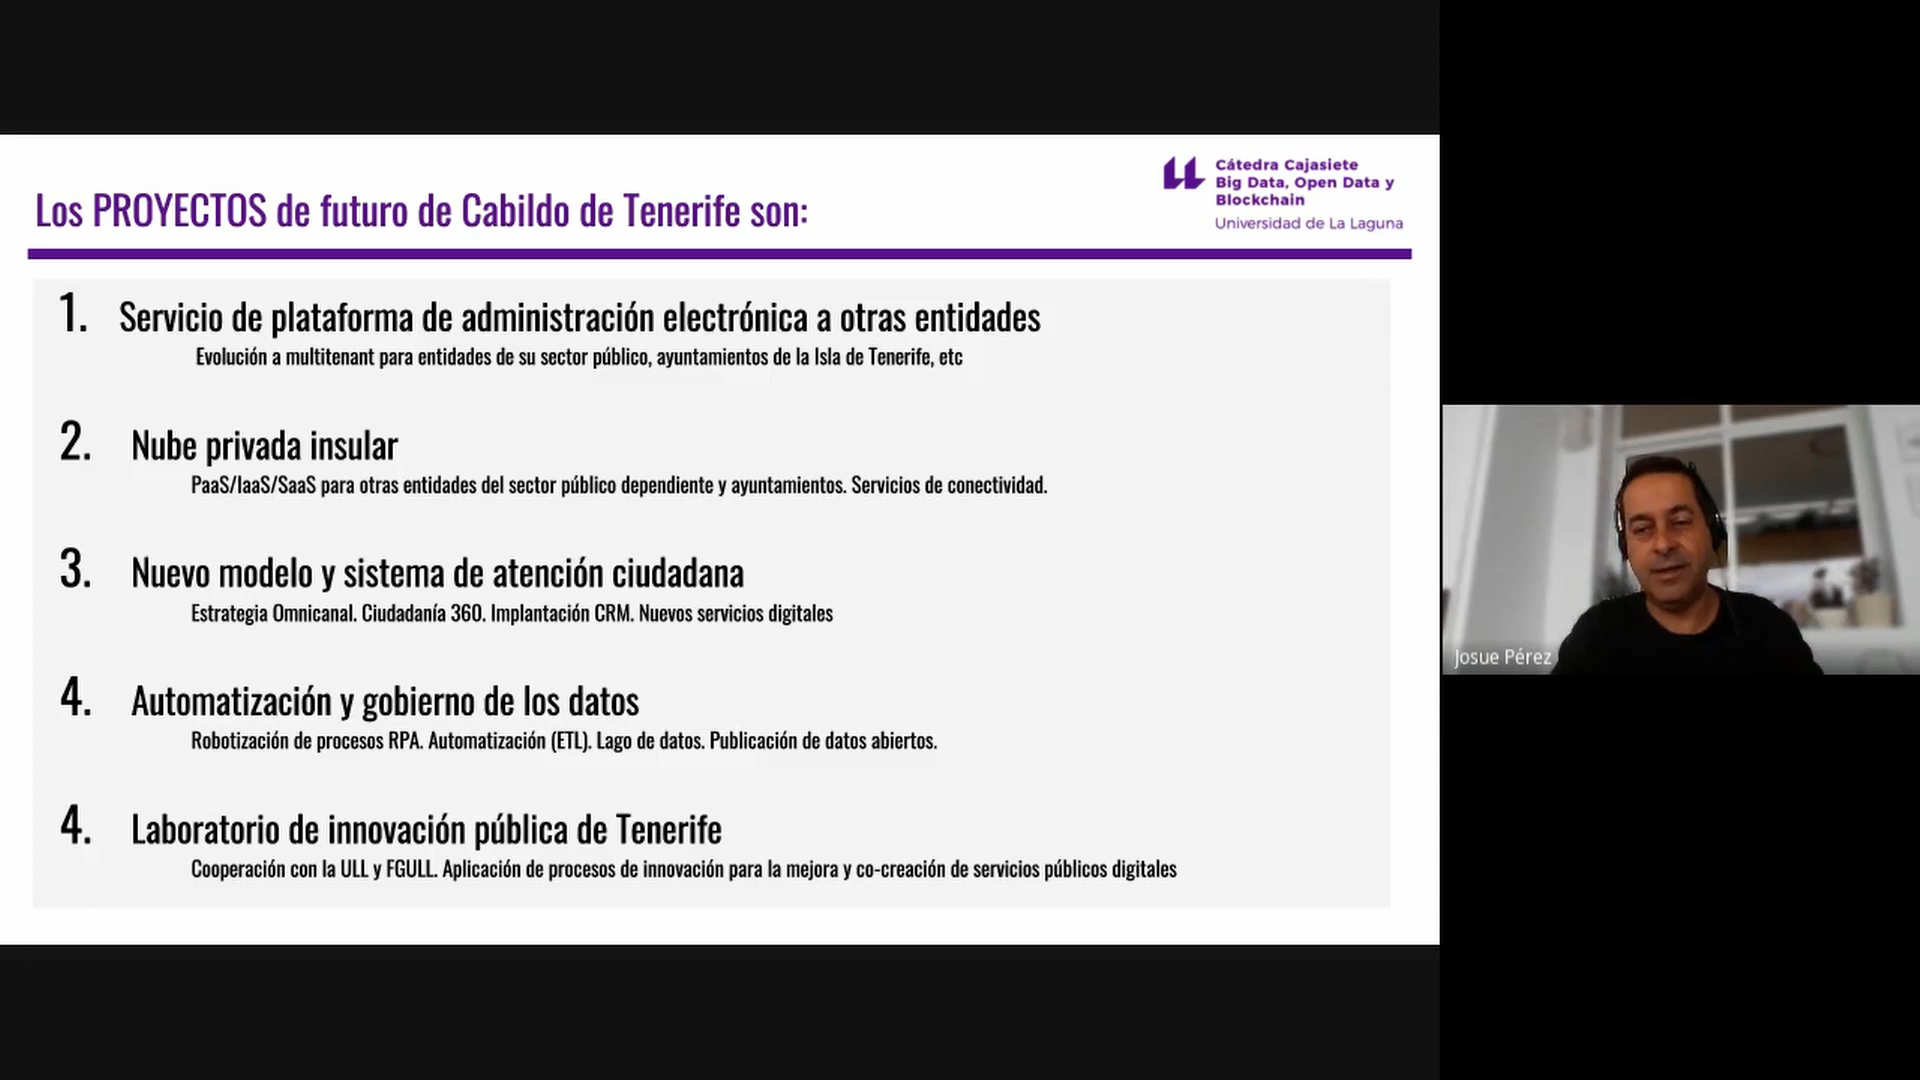 Cátedra Cajasiete
Big Data, Open Data y
Blockchain
Universidad de La Laguna
Los PROYECTOS de futuro de Cabildo de Tenerife son:
1. Servicio de plataforma de administración electrónica a otras entidades
Evolución a multitenant para entidades de su sector público, ayuntamientos de la Isla de Tenerife, etc
2. Nube privada insular
PaaS/IaaS/SaaS para otras entidades del sector público dependiente y ayuntamientos. Servicios de conectividad.
3. Nuevo modelo y sistema de atención ciudadana
Estrategia Omnicanal. Ciudadanía 360. Implantación CRM. Nuevos servicios digitales
4. Automatización y gobierno de los datos
Robotización de procesos RPA. Automatización (ETL). Lago de datos. Publicación de datos abiertos.
4. Laboratorio de innovación pública de Tenerife
Cooperación con la ULL y FGULL. Aplicación de procesos de innovación para la mejora y co-creación de servicios públicos digitales
Josue Pérez